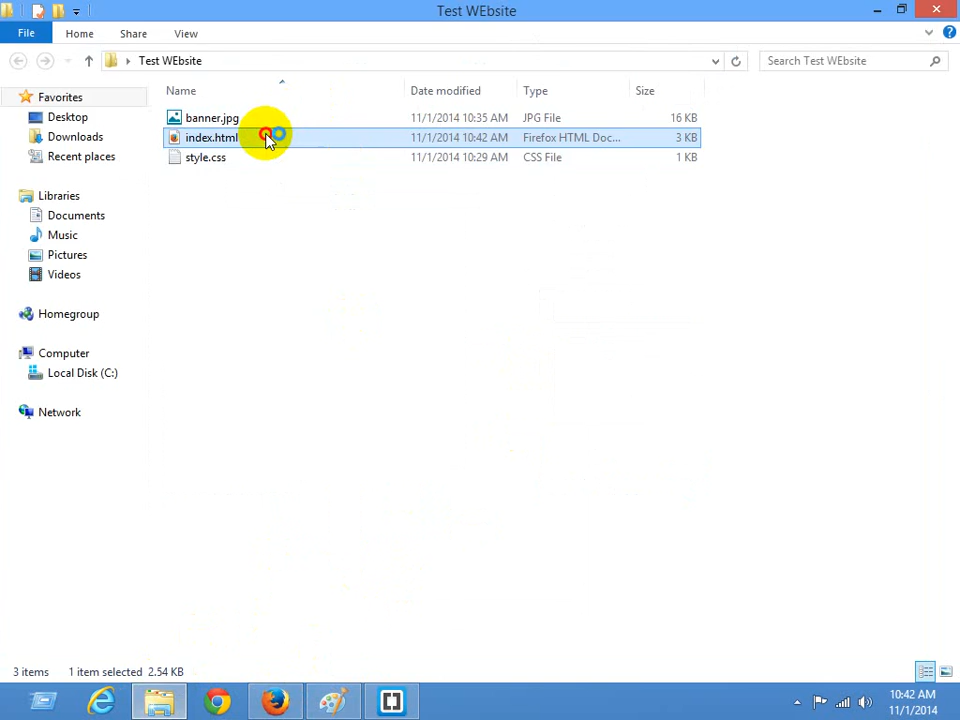 Test WEbsite
File Home Share View
Test WEbsite Search Test WEbsite
Name Date modified Type Size
Favorites
Desktop
Downloads
Recent places
Libraries
Documents
Music
Pictures
Videos
Homegroup
Computer
Local Disk (C:)
Network
banner.jpg 11/1/2014 10:35 AM JPG File 16 KB
index.html 11/1/2014 10:42 AM Firefox HTML Doc... 3 KB
style.css 11/1/2014 10:29 AM CSS File 1 KB
3 items 1 item selected 2.54 KB
10:42 AM
11/1/2014